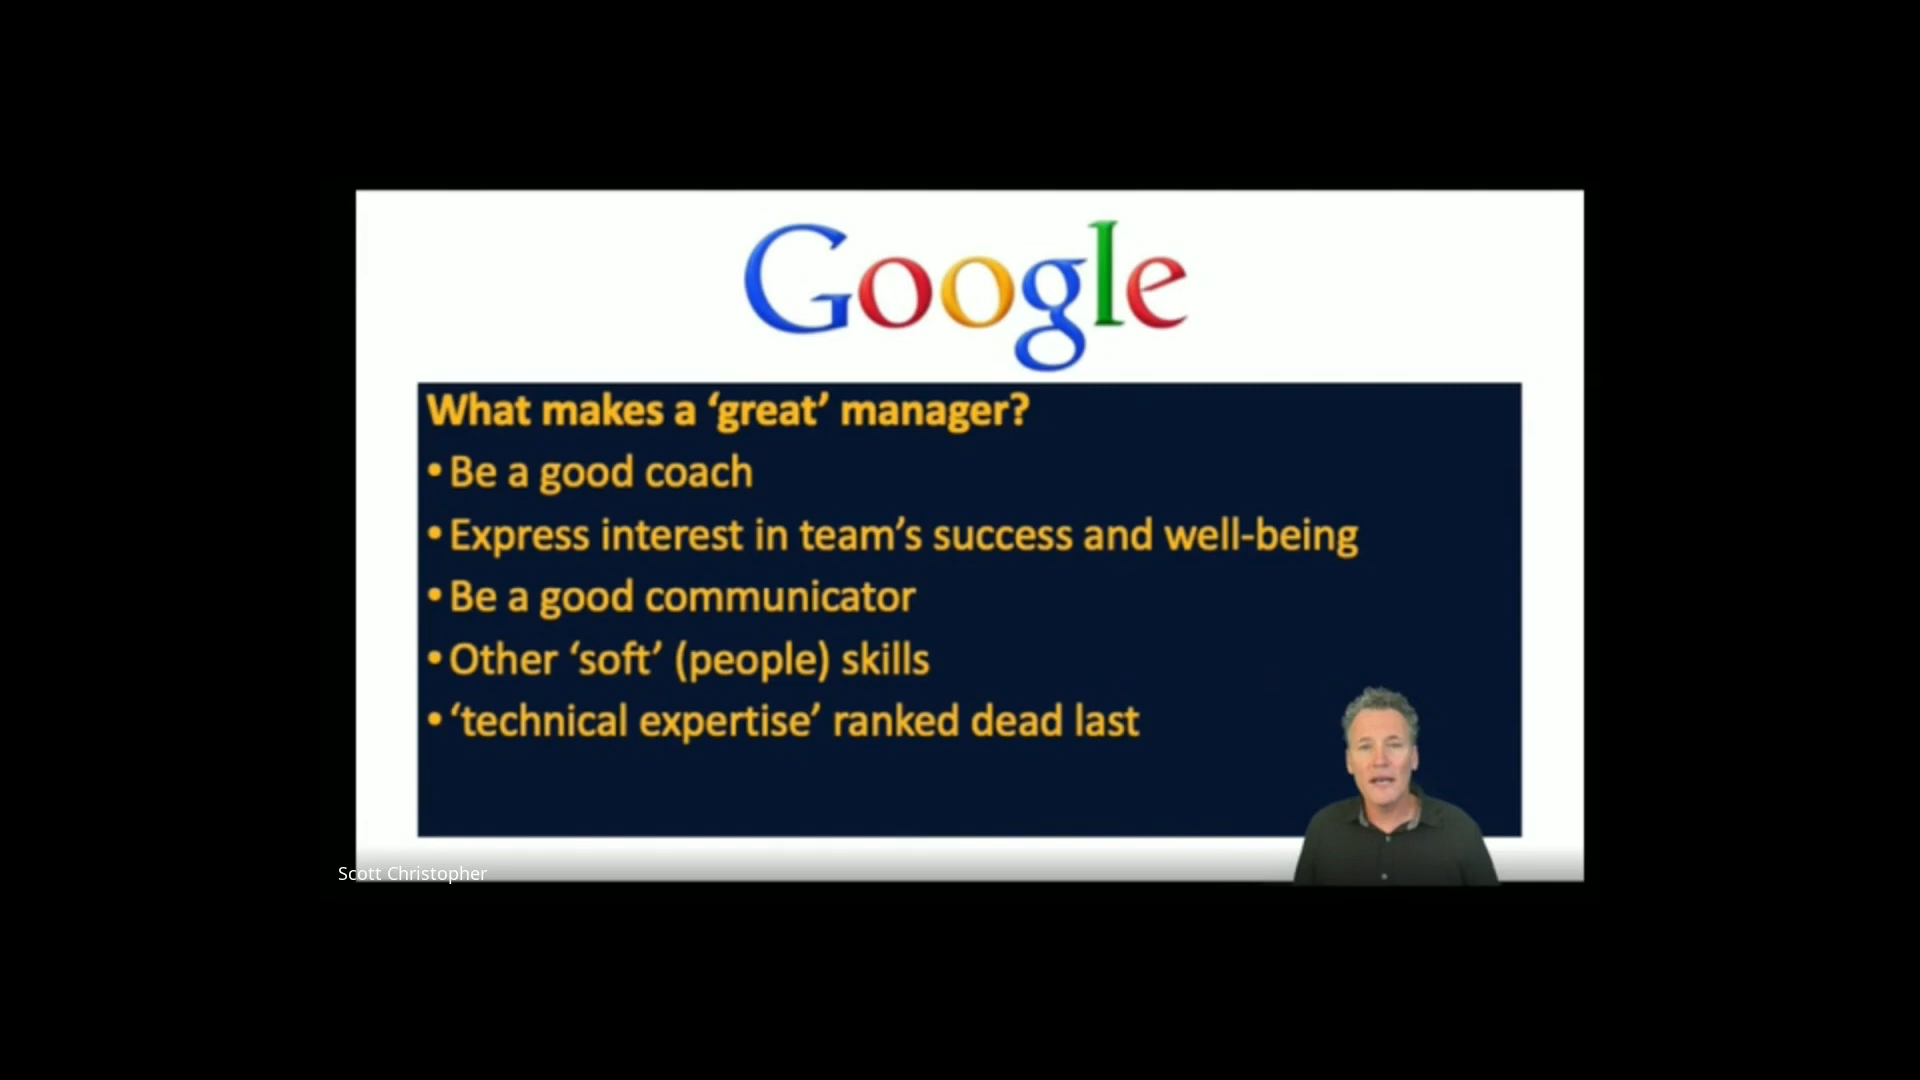 Google
What makes a ‘great’ manager?
• Be a good coach
• Express interest in team’s success and well-being
• Be a good communicator
• Other ‘soft’ (people) skills
• ‘technical expertise’ ranked dead last
Scott Christopher